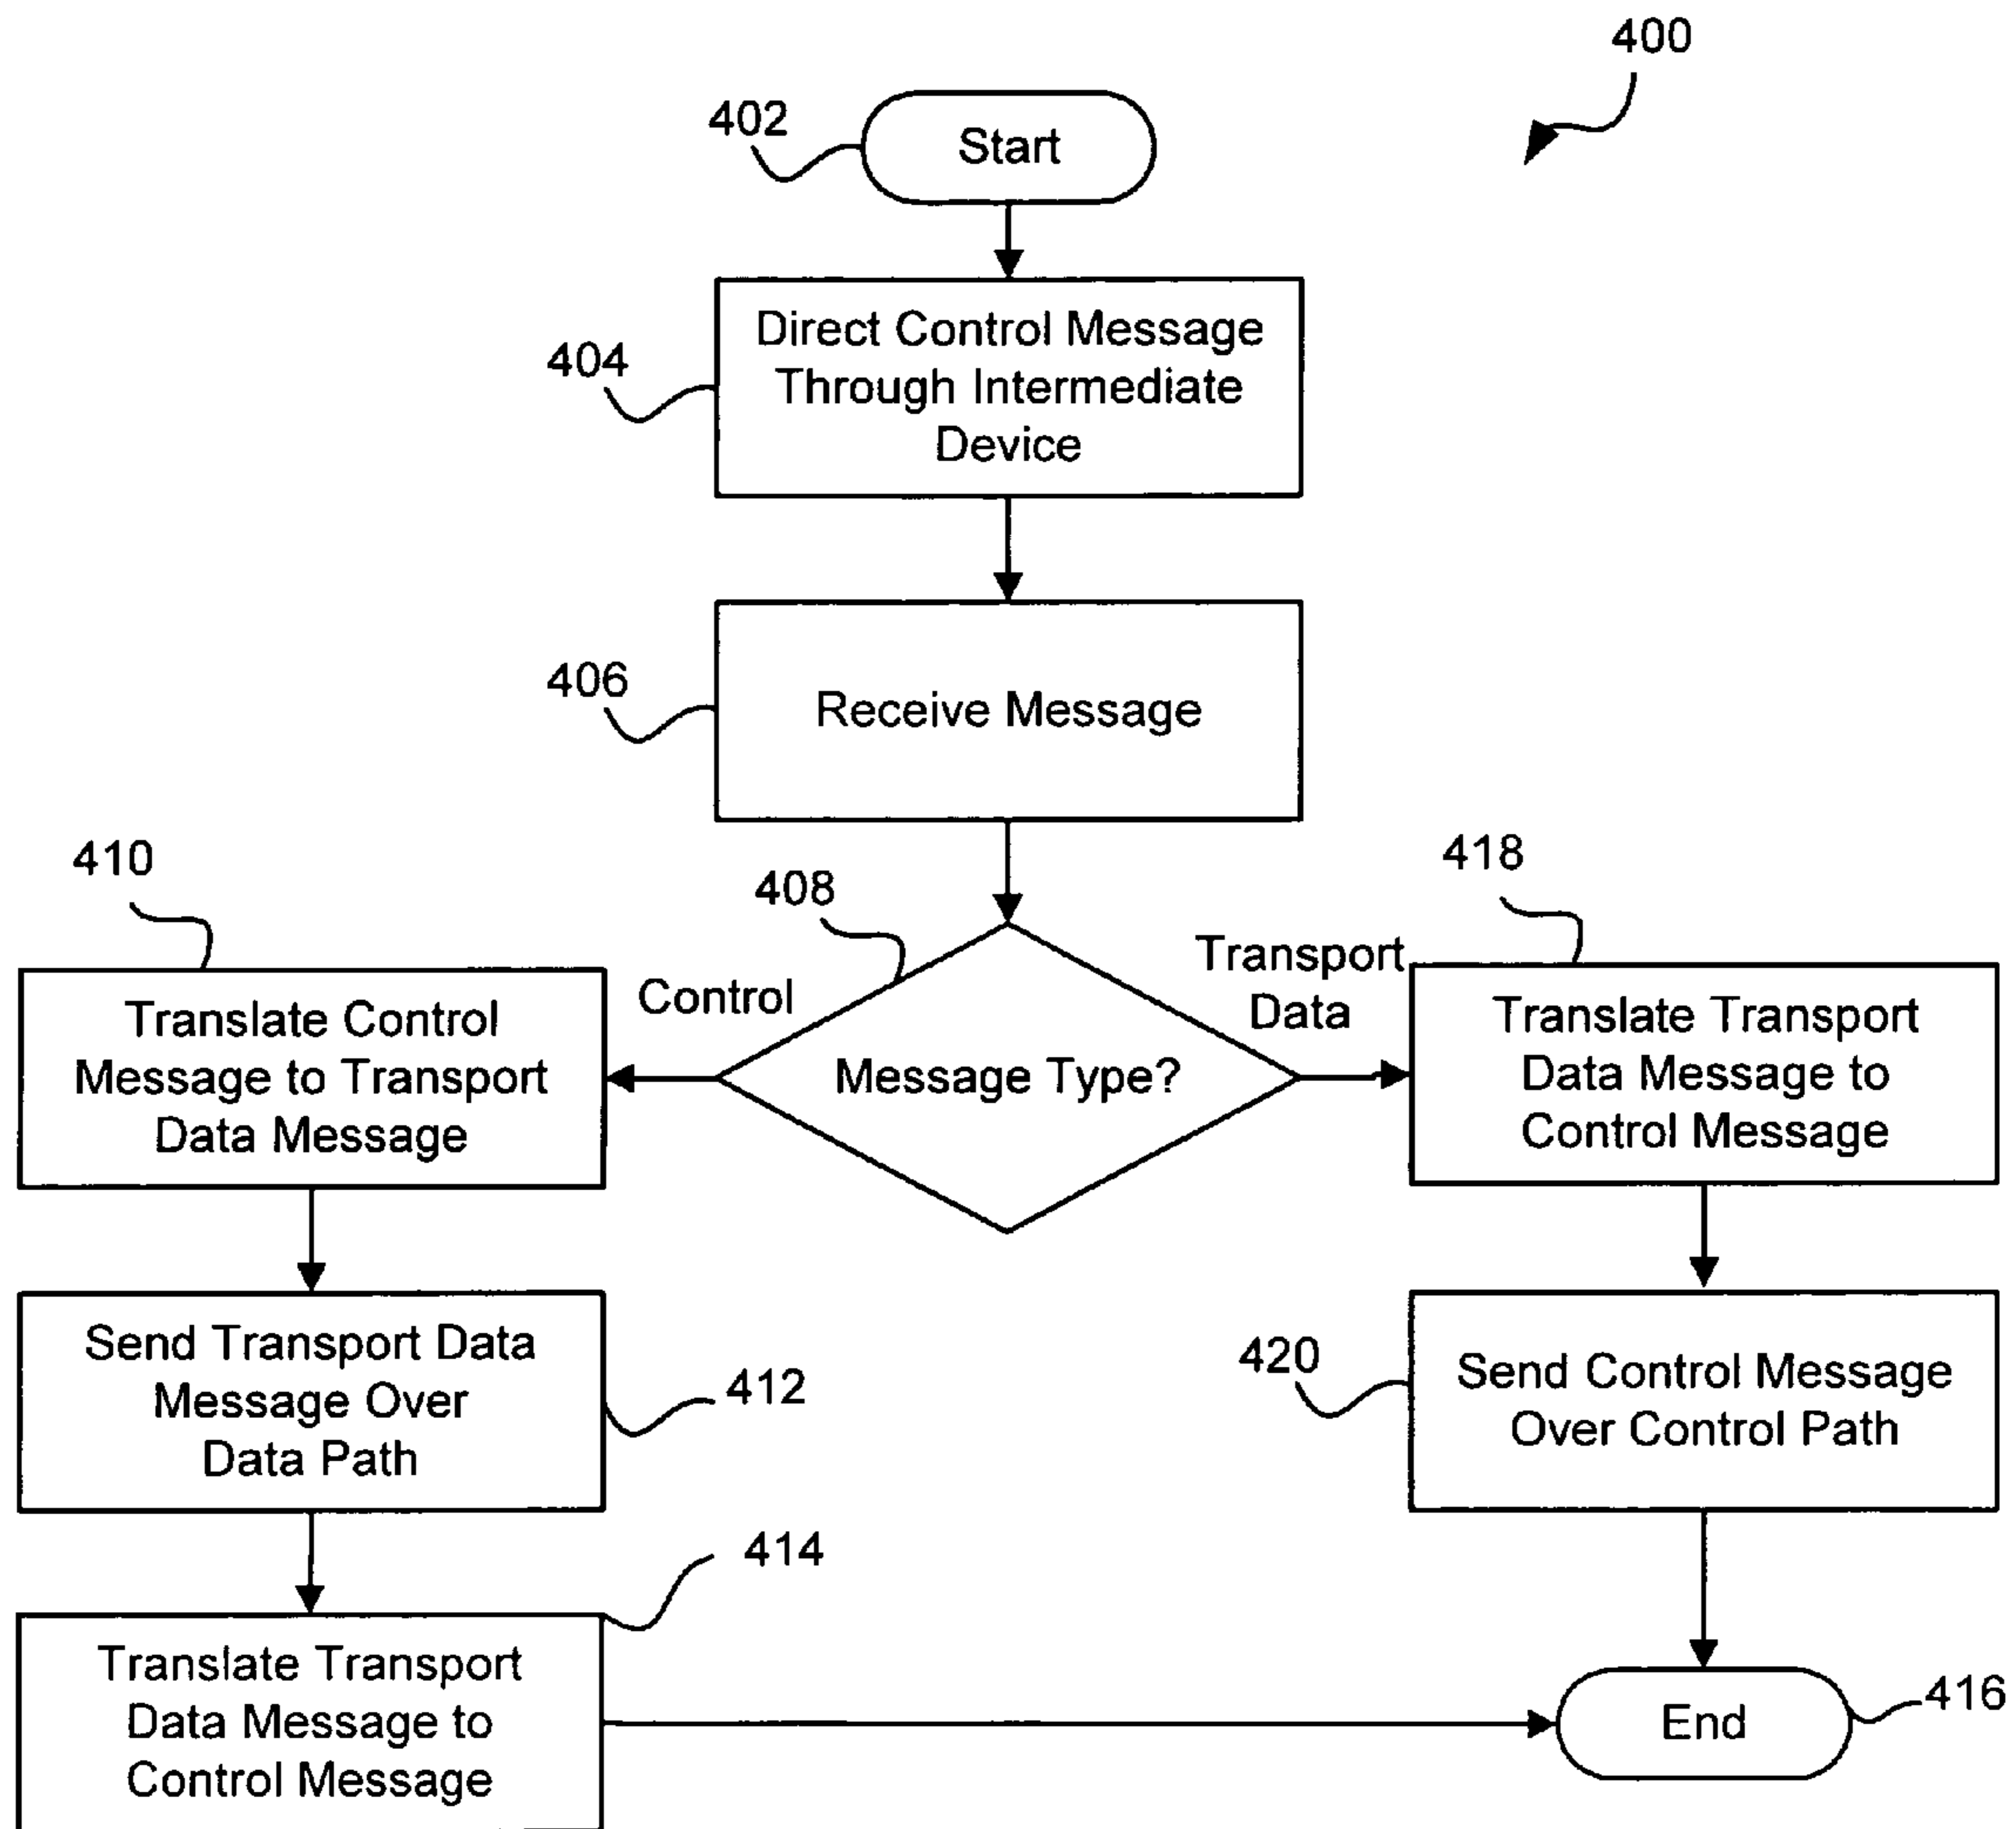 400
402
Start
404
Direct Control Message
Through Intermediate
Device
406
Receive Message
408
Message Type?
Control
Transport
Data
410
Translate Control
Message to Transport
Data Message
418
Translate Transport
Data Message to
Control Message
412
Send Transport Data
Message Over
Data Path
420
Send Control Message
Over Control Path
414
Translate Transport
Data Message to
Control Message
End
416